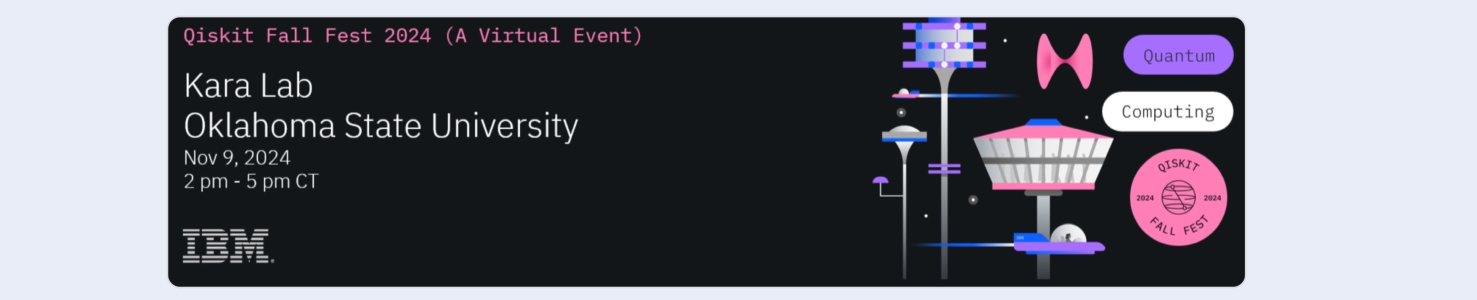 Qiskit Fall Fest 2024 (A Virtual Event)
Kara Lab
Oklahoma State University
Nov 9, 2024
2 pm - 5 pm CT
IBM
Quantum
Computing
QISKIT
2024 2024
FALL FEST